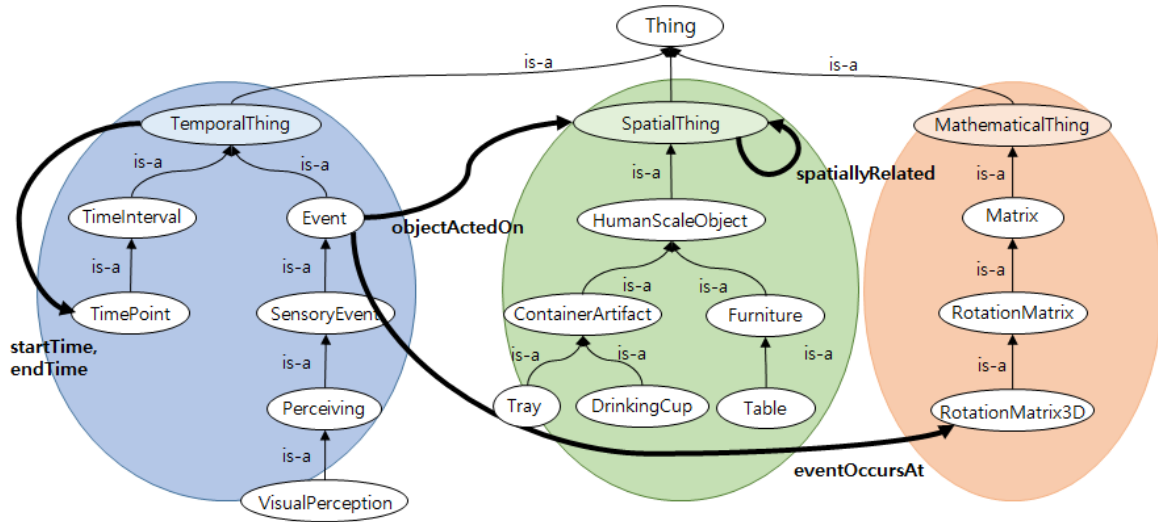 Thing
is-a
is-a
is-a
TemporalThing
SpatialThing
MathematicalThing
is-a
is-a
is-a
spatiallyRelated
is-a
TimeInterval
Event
objectActedOn
HumanScaleObject
Matrix
is-a
is-a
is-a
is-a
is-a
TimePoint
SensoryEvent
ContainerArtifact
Furniture
RotationMatrix
startTime,
endTime
is-a
is-a
is-a
is-a
is-a
Perceiving
Tray
DrinkingCup
Table
RotationMatrix3D
is-a
eventOccursAt
VisualPerception